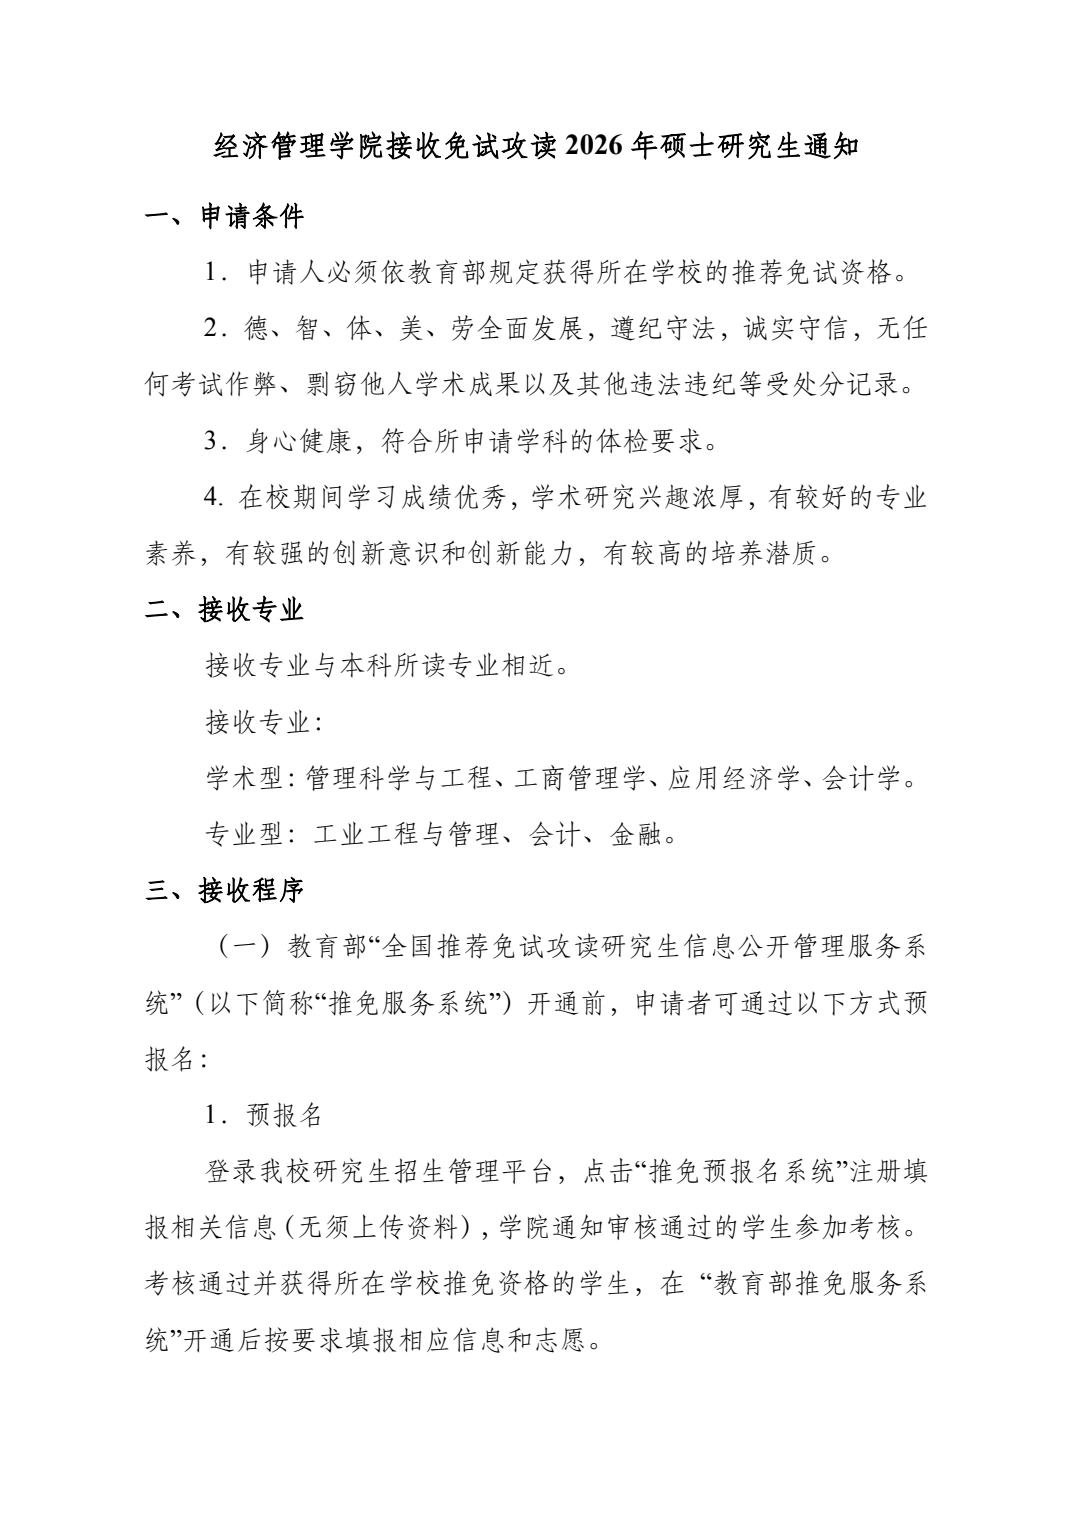 经济管理学院接收免试攻读 2026 年硕士研究生通知
一、申请条件
1．申请人必须依教育部规定获得所在学校的推荐免试资格。
2．德、智、体、美、劳全面发展，遵纪守法，诚实守信，无任
何考试作弊、剽窃他人学术成果以及其他违法违纪等受处分记录。
3．身心健康，符合所申请学科的体检要求。
4. 在校期间学习成绩优秀，学术研究兴趣浓厚，有较好的专业
素养，有较强的创新意识和创新能力，有较高的培养潜质。
二、接收专业
接收专业与本科所读专业相近。
接收专业：
学术型：管理科学与工程、工商管理学、应用经济学、会计学。
专业型：工业工程与管理、会计、金融。
三、接收程序
（一）教育部“全国推荐免试攻读研究生信息公开管理服务系
统”（以下简称“推免服务系统”）开通前，申请者可通过以下方式预
报名：
1．预报名
登录我校研究生招生管理平台，点击“推免预报名系统”注册填
报相关信息（无须上传资料）,学院通知审核通过的学生参加考核。
考核通过并获得所在学校推免资格的学生，在 “教育部推免服务系
统”开通后按要求填报相应信息和志愿。